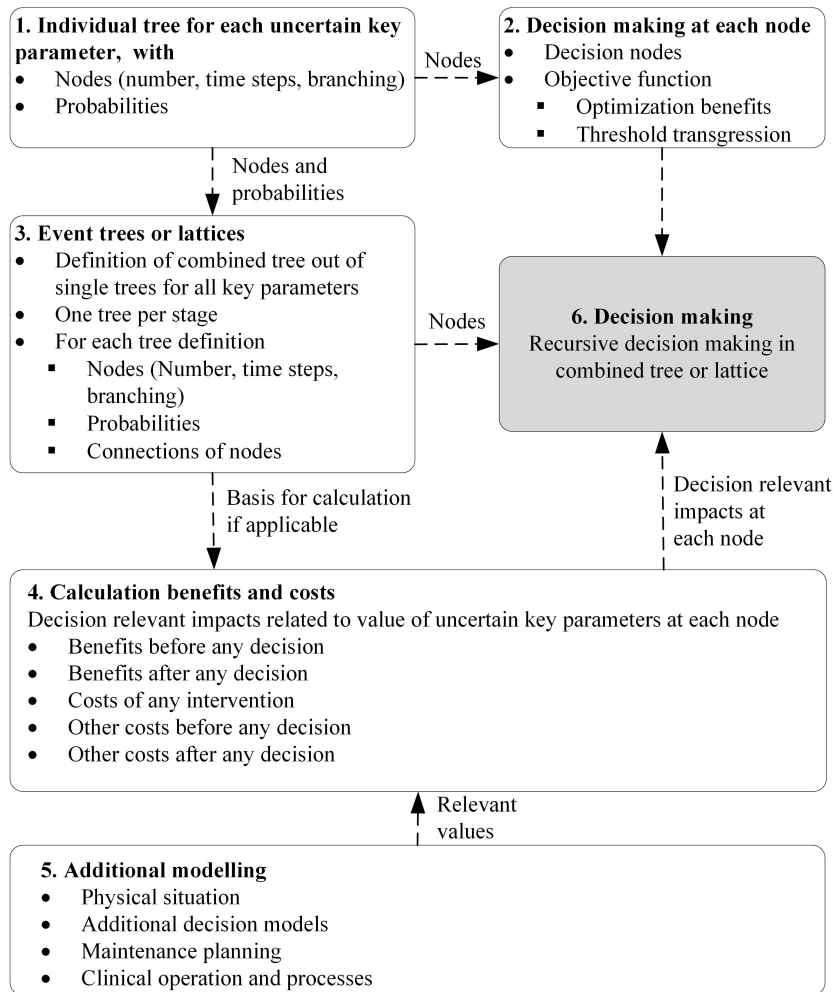 1. Individual tree for each uncertain key
parameter, with
• Nodes (number, time steps, branching)
• Probabilities
Nodes
2. Decision making at each node
• Decision nodes
• Objective function
▪ Optimization benefits
▪ Threshold transgression
Nodes and
probabilities
3. Event trees or lattices
• Definition of combined tree out of
single trees for all key parameters
• One tree per stage
• For each tree definition
▪ Nodes (Number, time steps,
branching)
▪ Probabilities
▪ Connections of nodes
Nodes
6. Decision making
Recursive decision making in
combined tree or lattice
Basis for calculation
if applicable
Decision relevant
impacts at
each node
4. Calculation benefits and costs
Decision relevant impacts related to value of uncertain key parameters at each node
• Benefits before any decision
• Benefits after any decision
• Costs of any intervention
• Other costs before any decision
• Other costs after any decision
Relevant
values
5. Additional modelling
• Physical situation
• Additional decision models
• Maintenance planning
• Clinical operation and processes